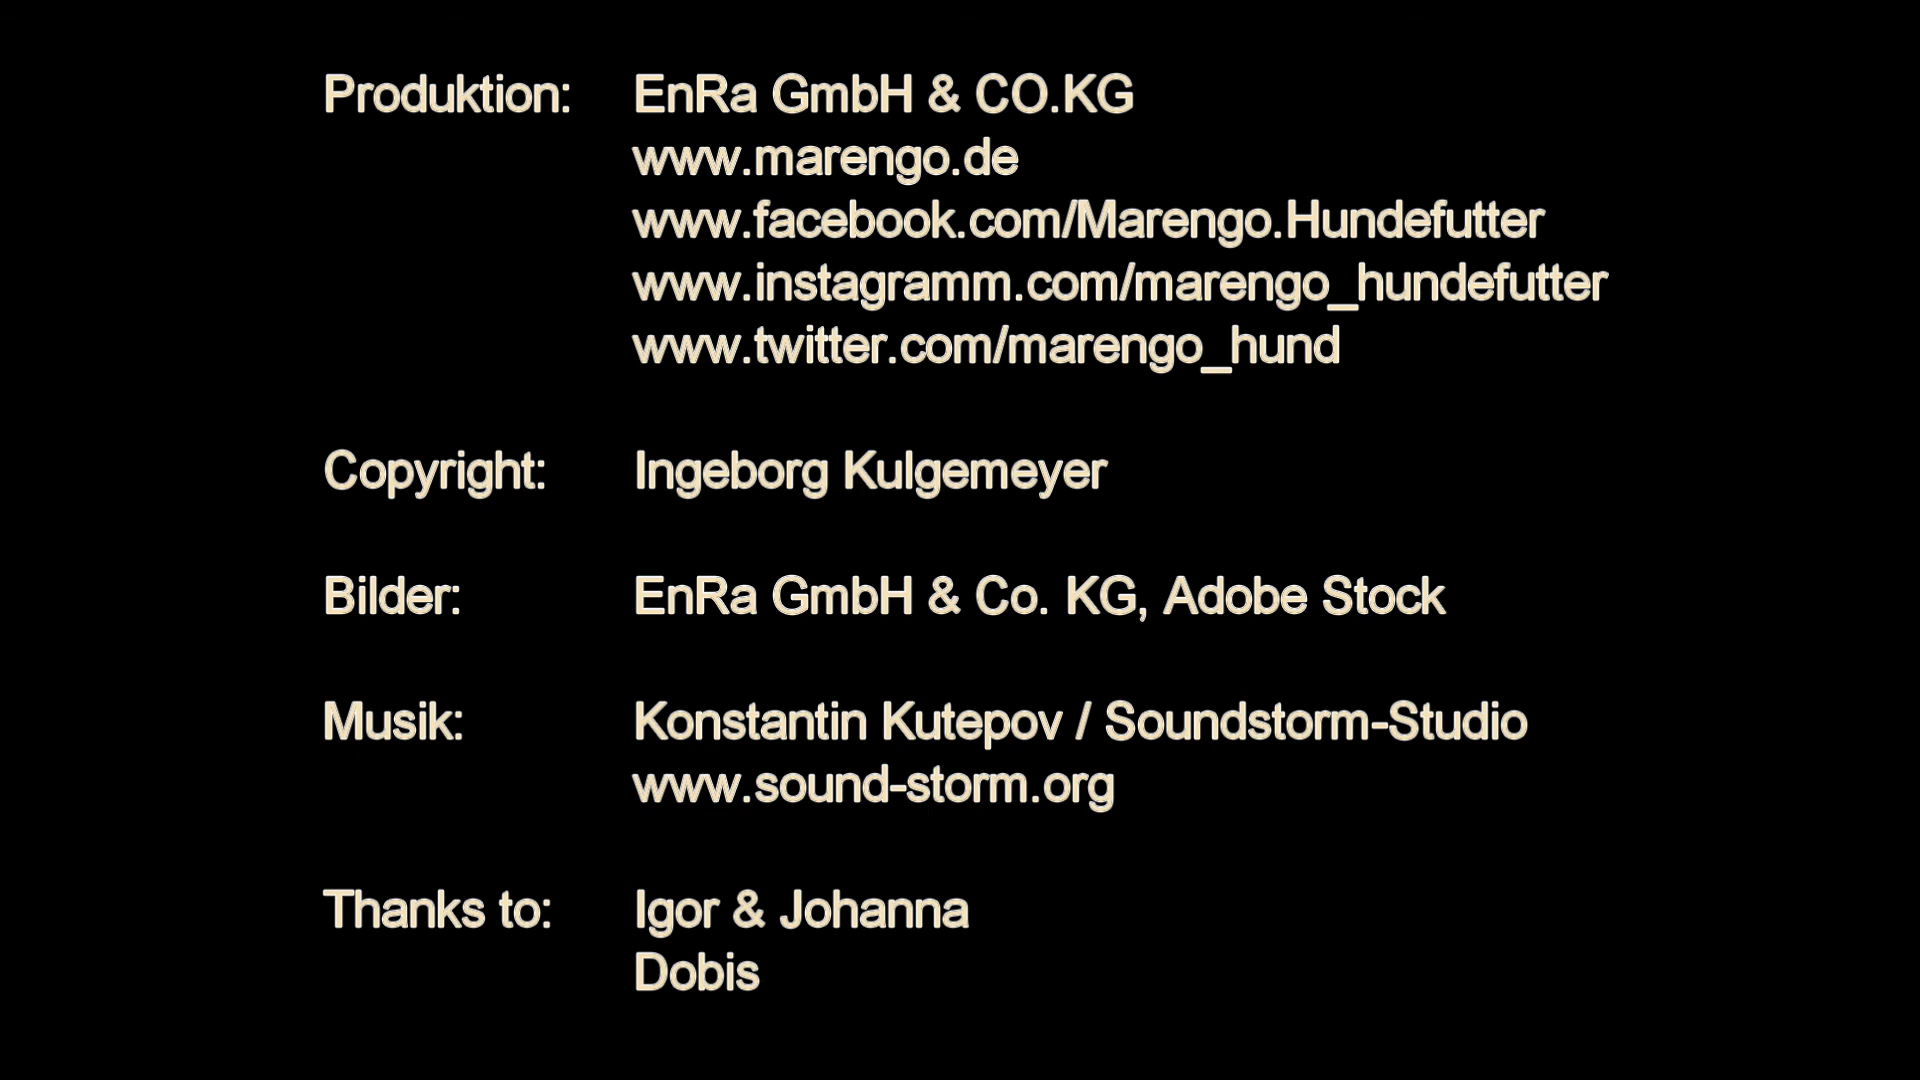 Produktion: EnRa GmbH & CO.KG
www.marengo.de
www.facebook.com/Marengo.Hundefutter
www.instagramm.com/marengo_hundefutter
www.twitter.com/marengo_hund
Copyright: Ingeborg Kulgemeyer
Bilder: EnRa GmbH & Co. KG, Adobe Stock
Musik: Konstantin Kutepov / Soundstorm-Studio
www.sound-storm.org
Thanks to: Igor & Johanna
Dobis